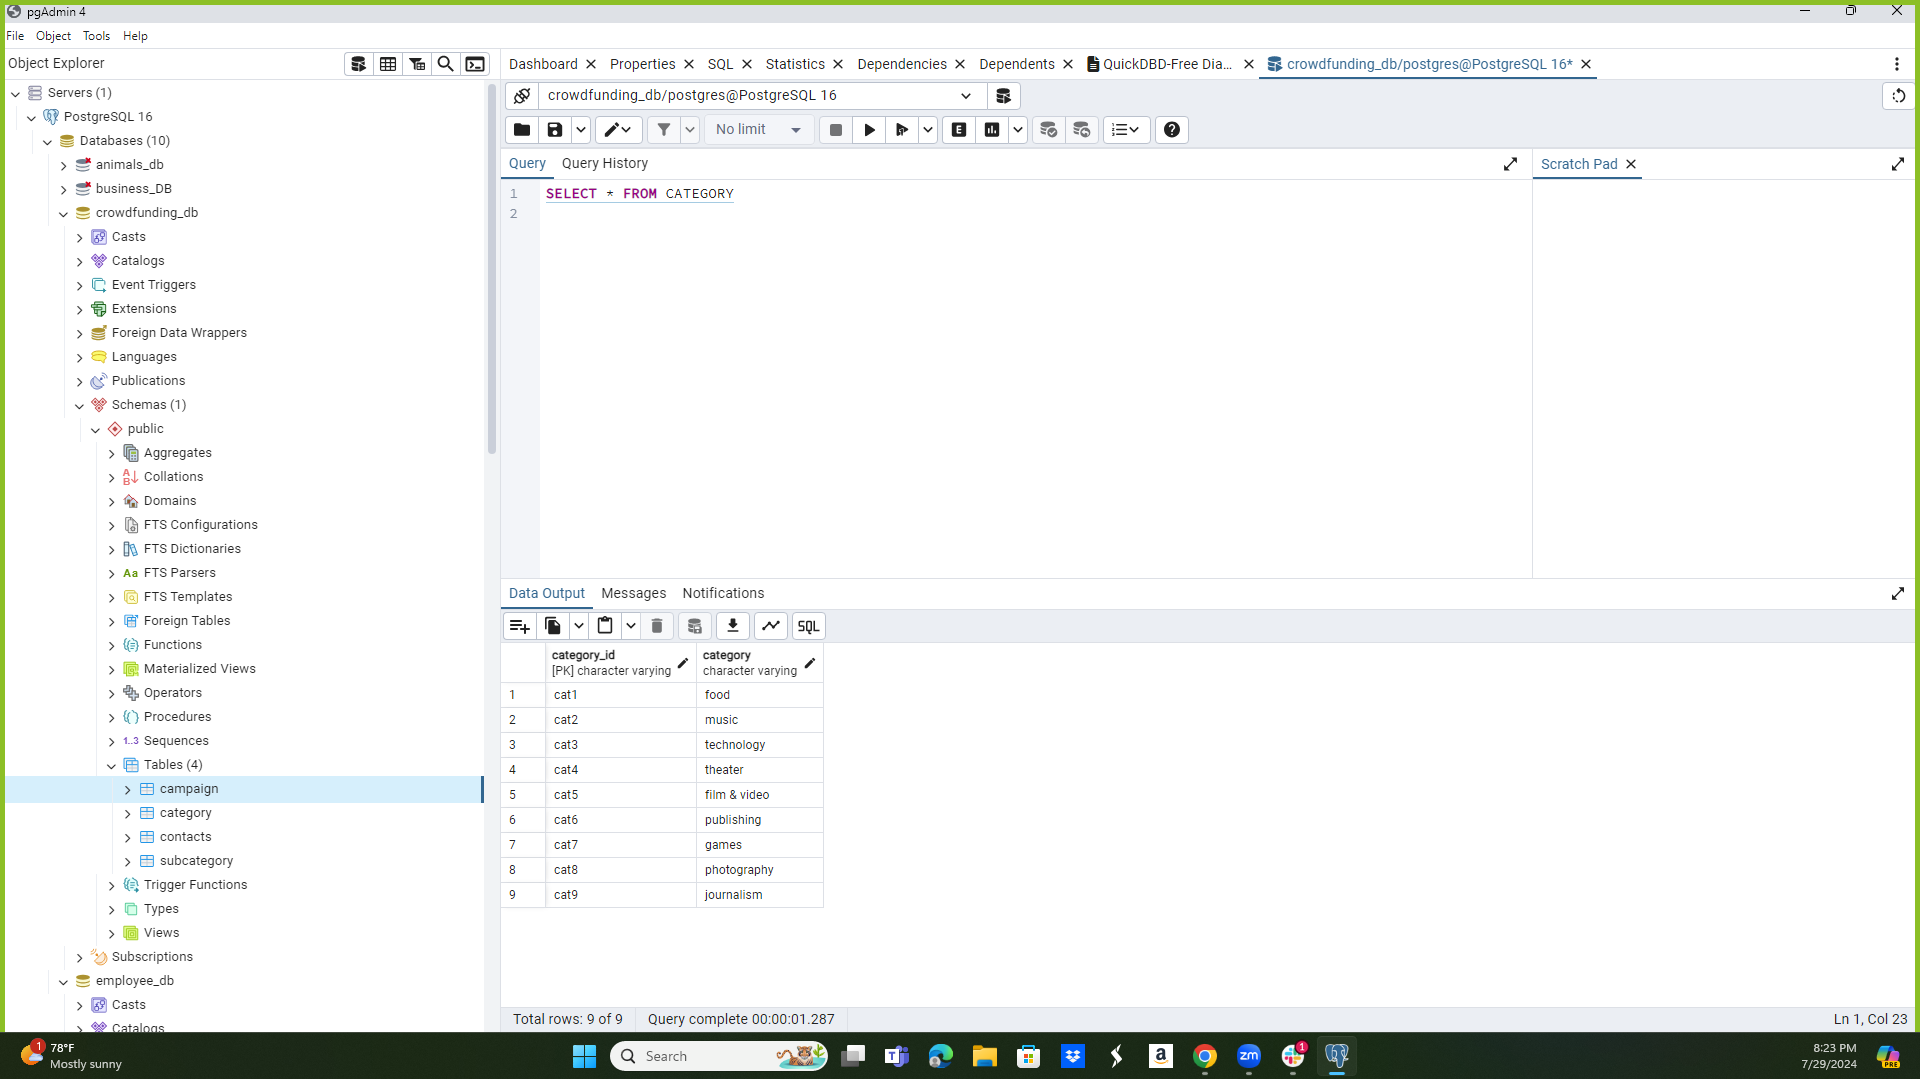 pgAdmin 4
File Object Tools Help
Object Explorer
Dashboard Properties SQL Statistics Dependencies Dependents QuickDBD-Free Dia... crowdfunding_db/postgres@PostgreSQL 16*
Servers (1)
PostgreSQL 16
Databases (10)
animals_db
business_DB
crowdfunding_db
Casts
Catalogs
Event Triggers
Extensions
Foreign Data Wrappers
Languages
Publications
Schemas (1)
public
Aggregates
Collations
Domains
FTS Configurations
FTS Dictionaries
Aa FTS Parsers
FTS Templates
Foreign Tables
Functions
Materialized Views
Operators
Procedures
1..3 Sequences
Tables (4)
campaign
category
contacts
subcategory
Trigger Functions
Types
Views
Subscriptions
employee_db
Casts
Catalogs
crowdfunding_db/postgres@PostgreSQL 16
No limit E
Query Query History
Scratch Pad
1 SELECT * FROM CATEGORY
2
Data Output Messages Notifications
SQL
category_id category
[PK] character varying character varying
1 cat1 food
2 cat2 music
3 cat3 technology
4 cat4 theater
5 cat5 film & video
6 cat6 publishing
7 cat7 games
8 cat8 photography
9 cat9 journalism
Total rows: 9 of 9 Query complete 00:00:01.287 Ln 1, Col 23
1 78°F
Mostly sunny
Search
zm
1
8:23 PM
7/29/2024
PRE